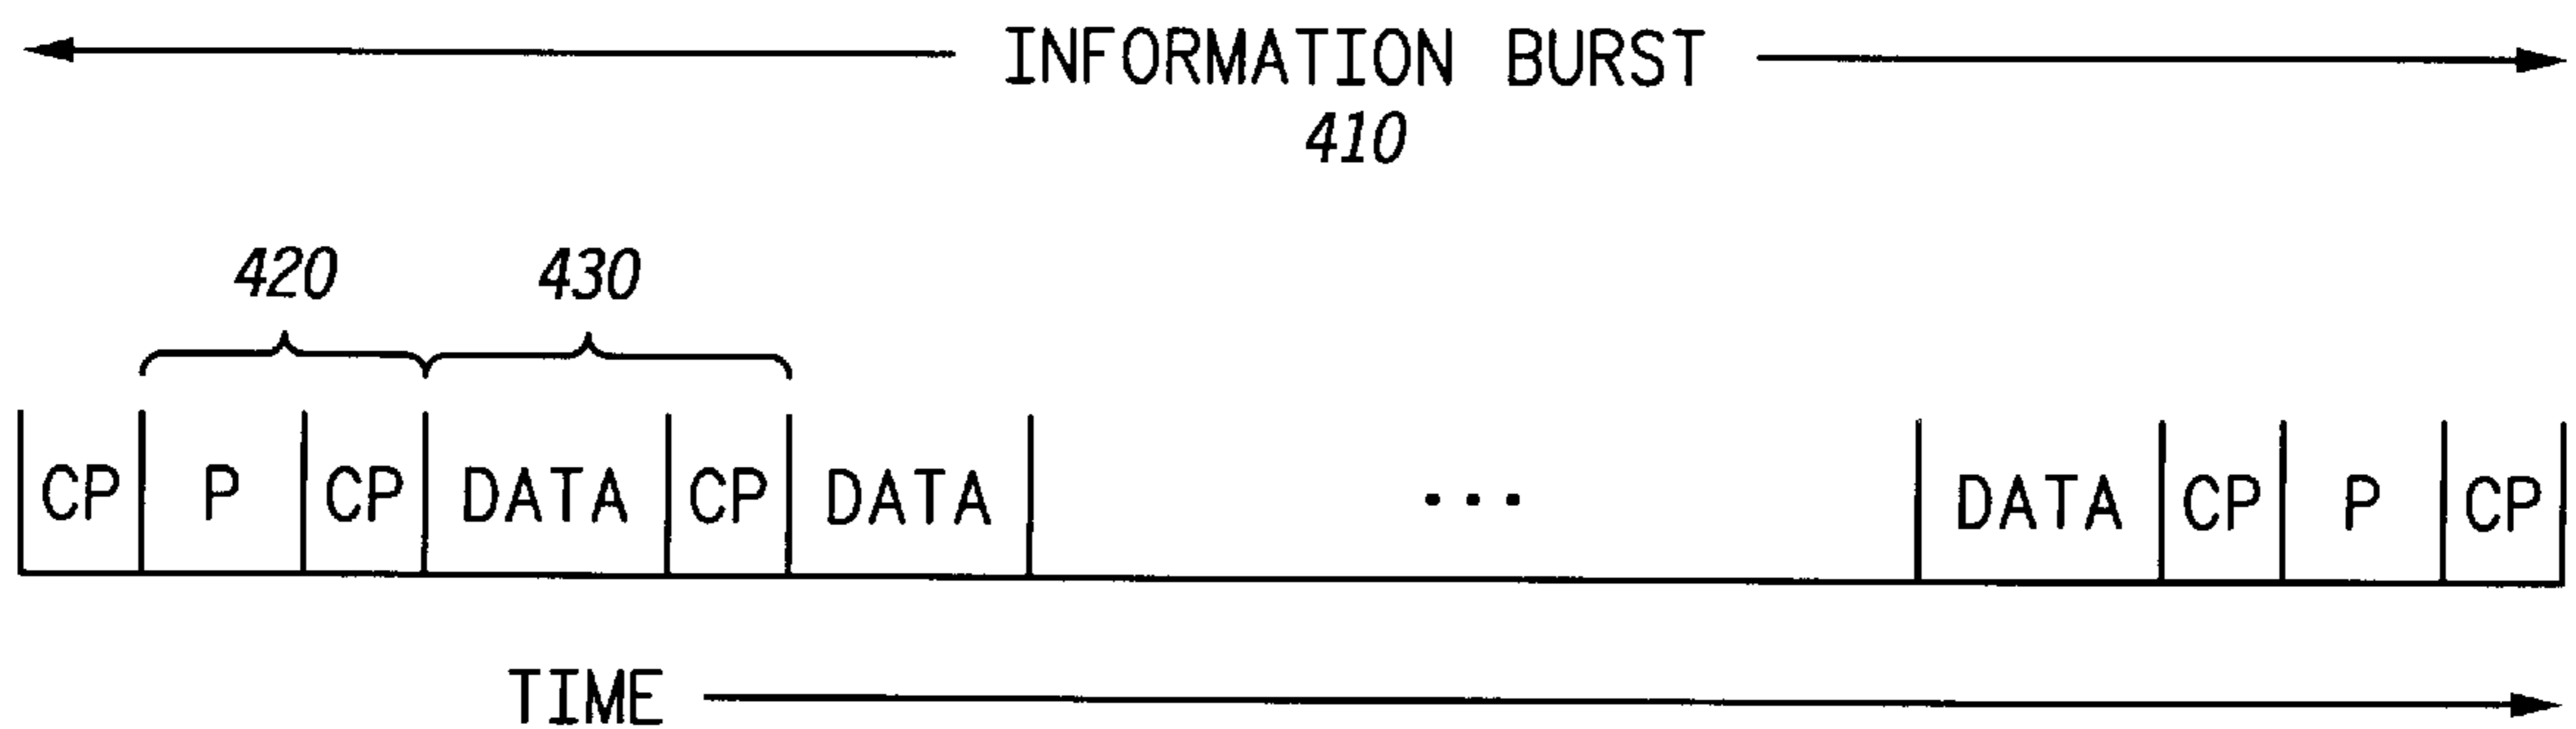 INFORMATION BURST
410
420 430
CP P CP DATA CP DATA ... DATA CP P CP
TIME